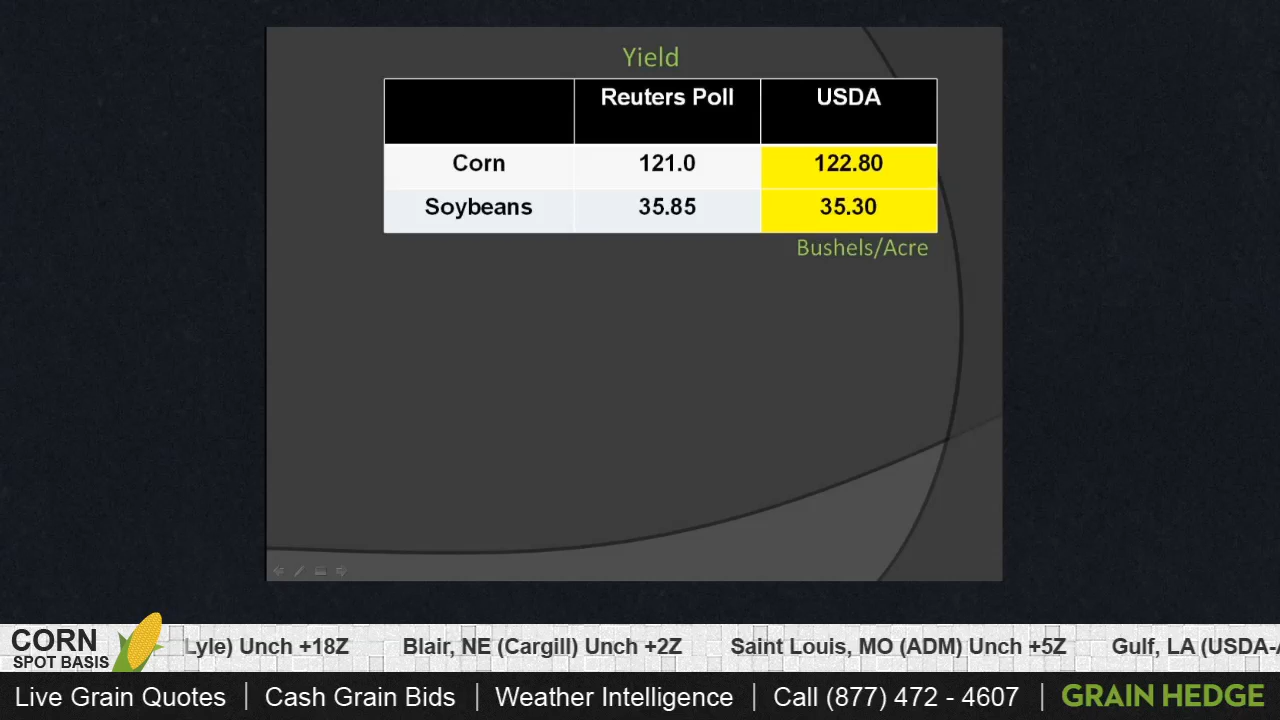 Yield
Reuters Poll USDA
Corn 121.0 122.80
Soybeans 35.85 35.30
Bushels/Acre
CORN
SPOT BASIS
Lyle) Unch +18Z Blair, NE (Cargill) Unch +2Z Saint Louis, MO (ADM) Unch +5Z Gulf, LA (USDA-
Live Grain Quotes | Cash Grain Bids | Weather Intelligence | Call (877) 472 - 4607 | GRAIN HEDGE